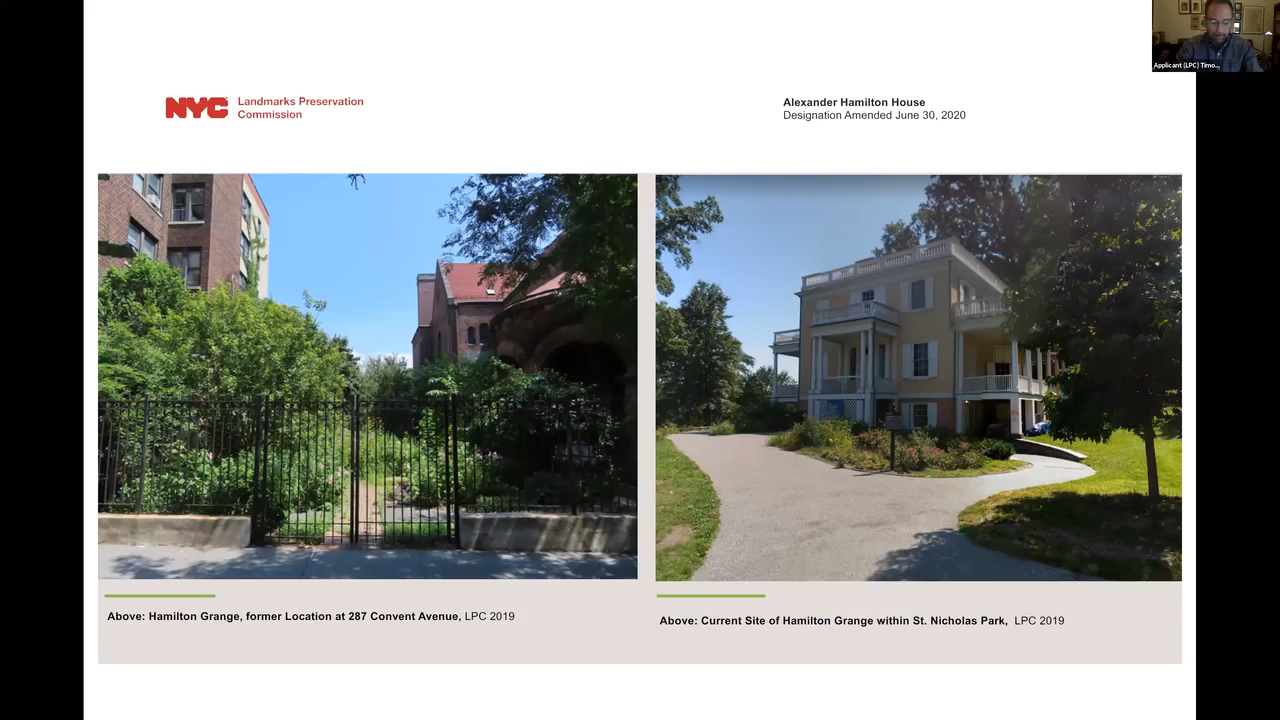 Applicant (LPC) Timo...
NYC Landmarks Preservation
Commission
Alexander Hamilton House
Designation Amended June 30, 2020
Above: Hamilton Grange, former Location at 287 Convent Avenue, LPC 2019
Above: Current Site of Hamilton Grange within St. Nicholas Park, LPC 2019